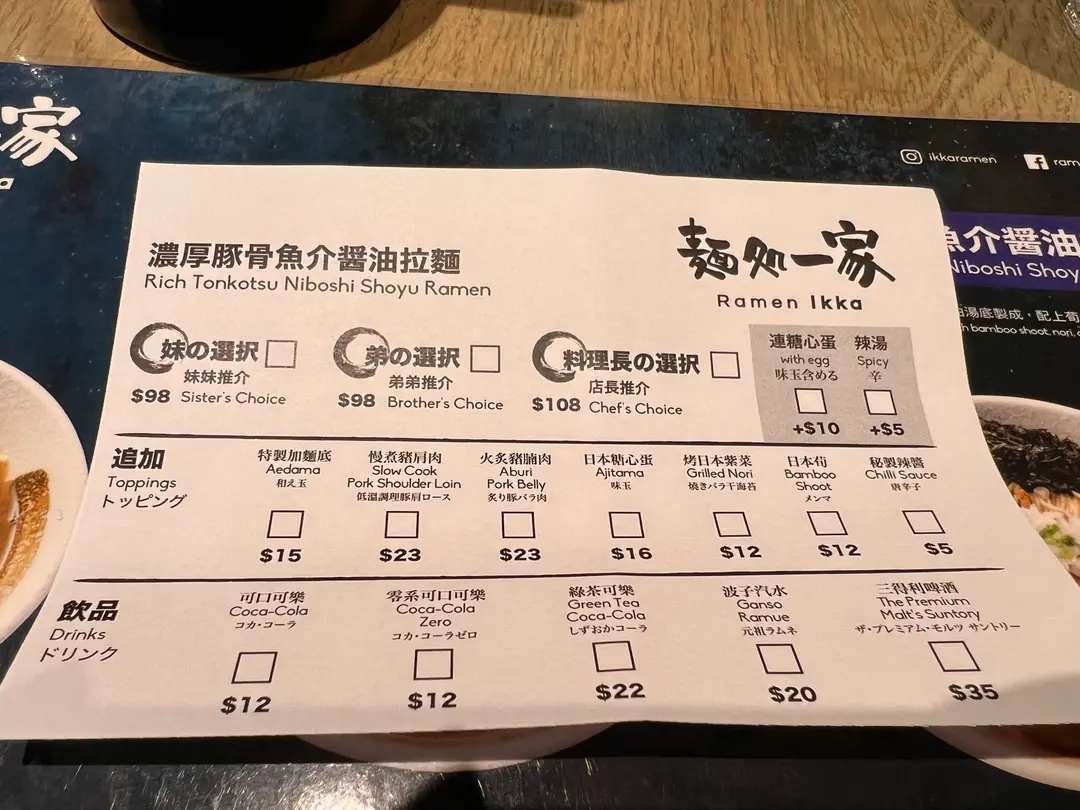 家
a
ikkaramen
ram
魚介醤油
Niboshi Shoy
湯底製成，配上筍
h bamboo shoot, nori,
濃厚豚骨魚介醤油拉麵
Rich Tonkotsu Niboshi Shoyu Ramen
麺処一家
Ramen Ikka
妹の選択
妹妹推介
$98 Sister's Choice
弟の選択
弟弟推介
$98 Brother's Choice
料理長の選択
店長推介
$108 Chef's Choice
連糖心蛋
with egg
味玉含める
+$10
辣湯
Spicy
辛
+$5
追加
Toppings
トッピング
特製加麵底
Aedama
和え玉
$15
慢煮豬肩肉
Slow Cook
Pork Shoulder Loin
低溫調理豚肩ロース
$23
火炙豬腩肉
Aburi
Pork Belly
炙り豚バラ肉
$23
日本糖心蛋
Ajitama
味玉
$16
烤日本紫菜
Grilled Nori
焼きバラ干海苔
$12
日本筍
Bamboo
Shoot
メンマ
$12
秘製辣醬
Chilli Sauce
唐辛子
$5
飲品
Drinks
ドリンク
可口可樂
Coca-Cola
コカ・コーラ
$12
零系可口可樂
Coca-Cola
Zero
コカ・コーラゼロ
$12
綠茶可樂
Green Tea
Coca-Cola
しずおかコーラ
$22
波子汽水
Ganso
Ramue
元祖ラムネ
$20
三得利啤酒
The Premium
Malt's Suntory
ザ・プレミアム・モルツ サントリー
$35